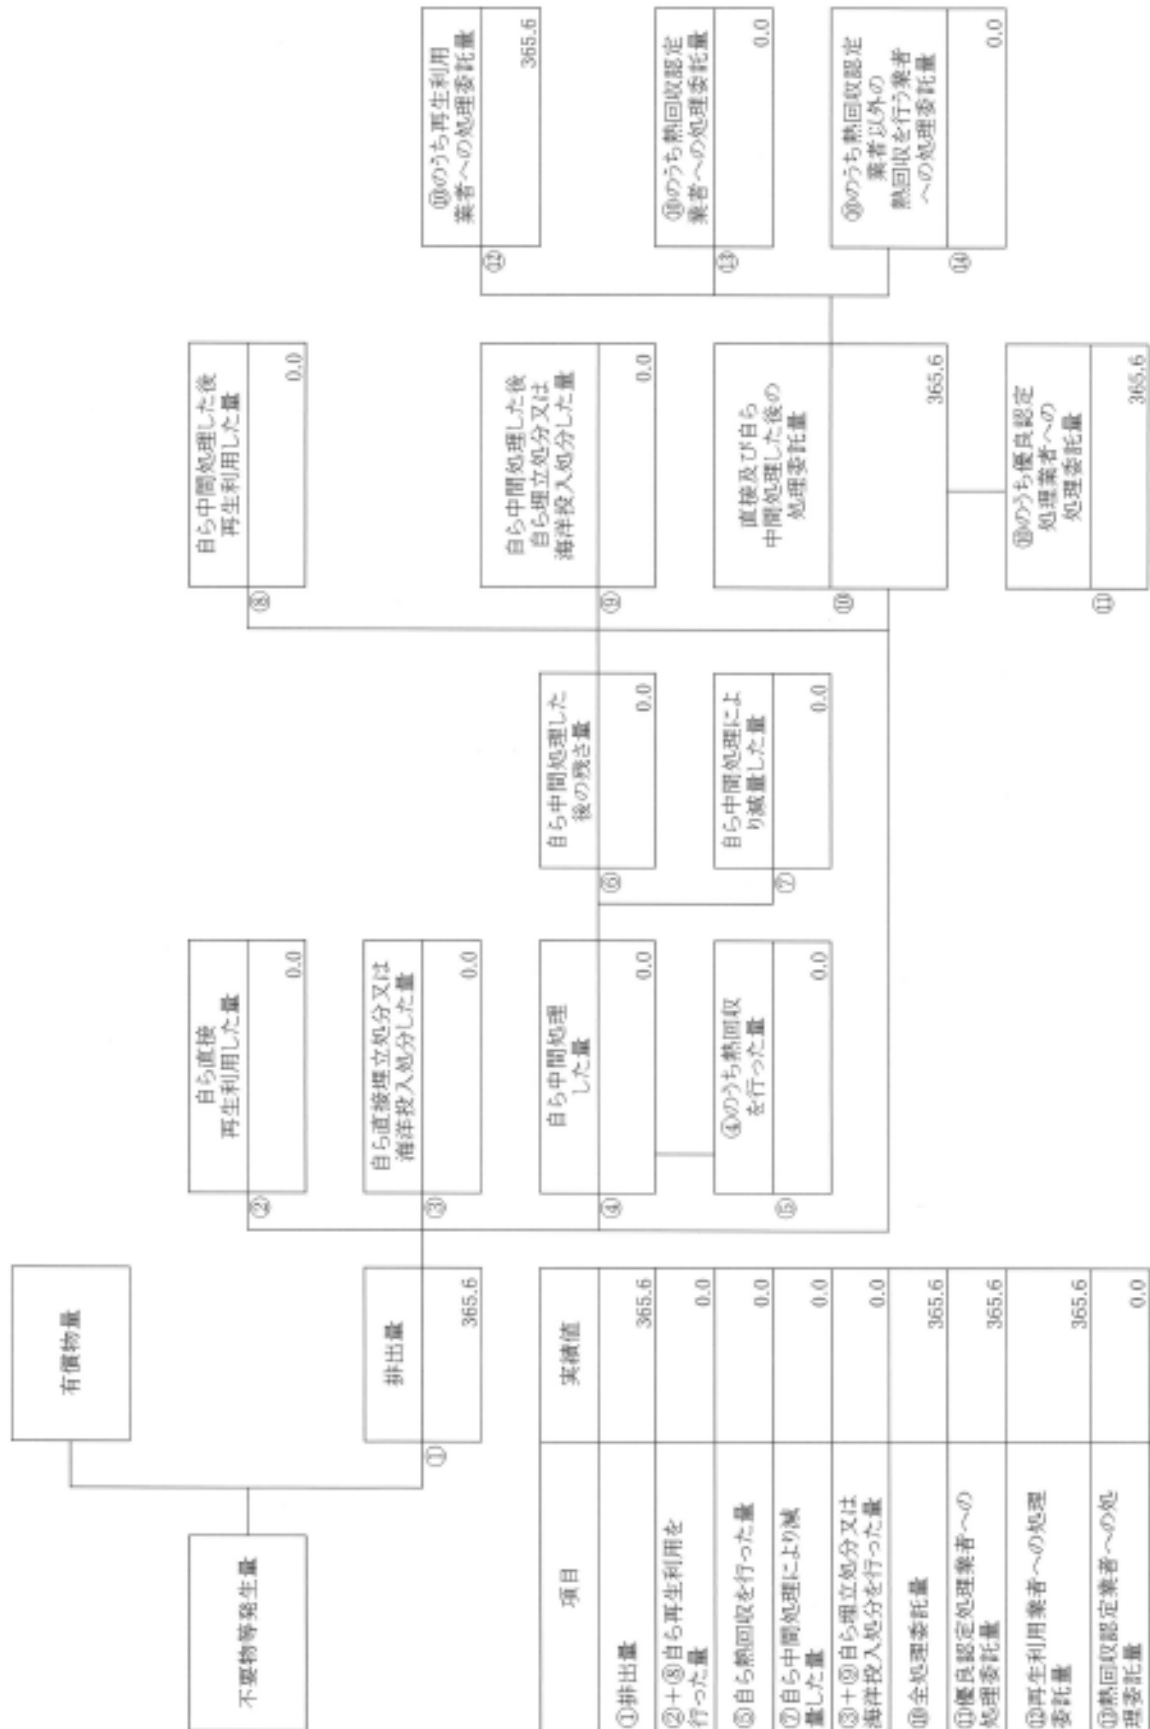 有償物量
不要物等発生量
排出量
①
365.6
自ら直接
再生利用した量
②
0.0
自ら直接埋立処分又は
海洋投入処分した量
③
0.0
自ら中間処理
した量
④
0.0
④のうち熱回収
を行った量
⑤
0.0
自ら中間処理した
後の残さ量
⑥
0.0
自ら中間処理によ
り減量した量
⑦
0.0
自ら中間処理した後
再生利用した量
⑧
0.0
自ら中間処理した後
自ら埋立処分又は
海洋投入処分した量
⑨
0.0
直接及び自ら
中間処理した後の
処理委託量
⑩
365.6
⑩のうち優良認定
処理業者への
処理委託量
⑪
365.6
⑩のうち再生利用
業者への処理委託量
⑫
365.6
⑩のうち熱回収認定
業者への処理委託量
⑬
0.0
⑩のうち熱回収認定
業者以外の
熱回収を行う業者
への処理委託量
⑭
0.0
項目 実績値
①排出量 365.6
②+⑧自ら再生利用を
行った量 0.0
⑤自ら熱回収を行った量 0.0
⑦自ら中間処理により減
量した量 0.0
③+⑨自ら埋立処分又は
海洋投入処分を行った量 0.0
⑩全処理委託量 365.6
⑪優良認定処理業者への
処理委託量 365.6
⑫再生利用業者への処理
委託量 365.6
⑬熱回収認定業者への処
理委託量 0.0